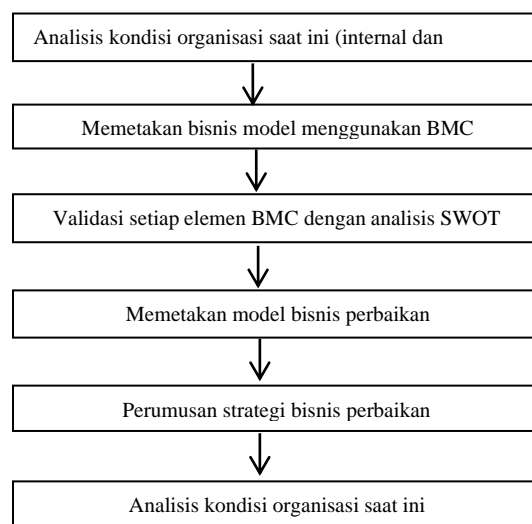 Analisis kondisi organisasi saat ini (internal dan
Memetakan bisnis model menggunakan BMC
Validasi setiap elemen BMC dengan analisis SWOT
Memetakan model bisnis perbaikan
Perumusan strategi bisnis perbaikan
Analisis kondisi organisasi saat ini